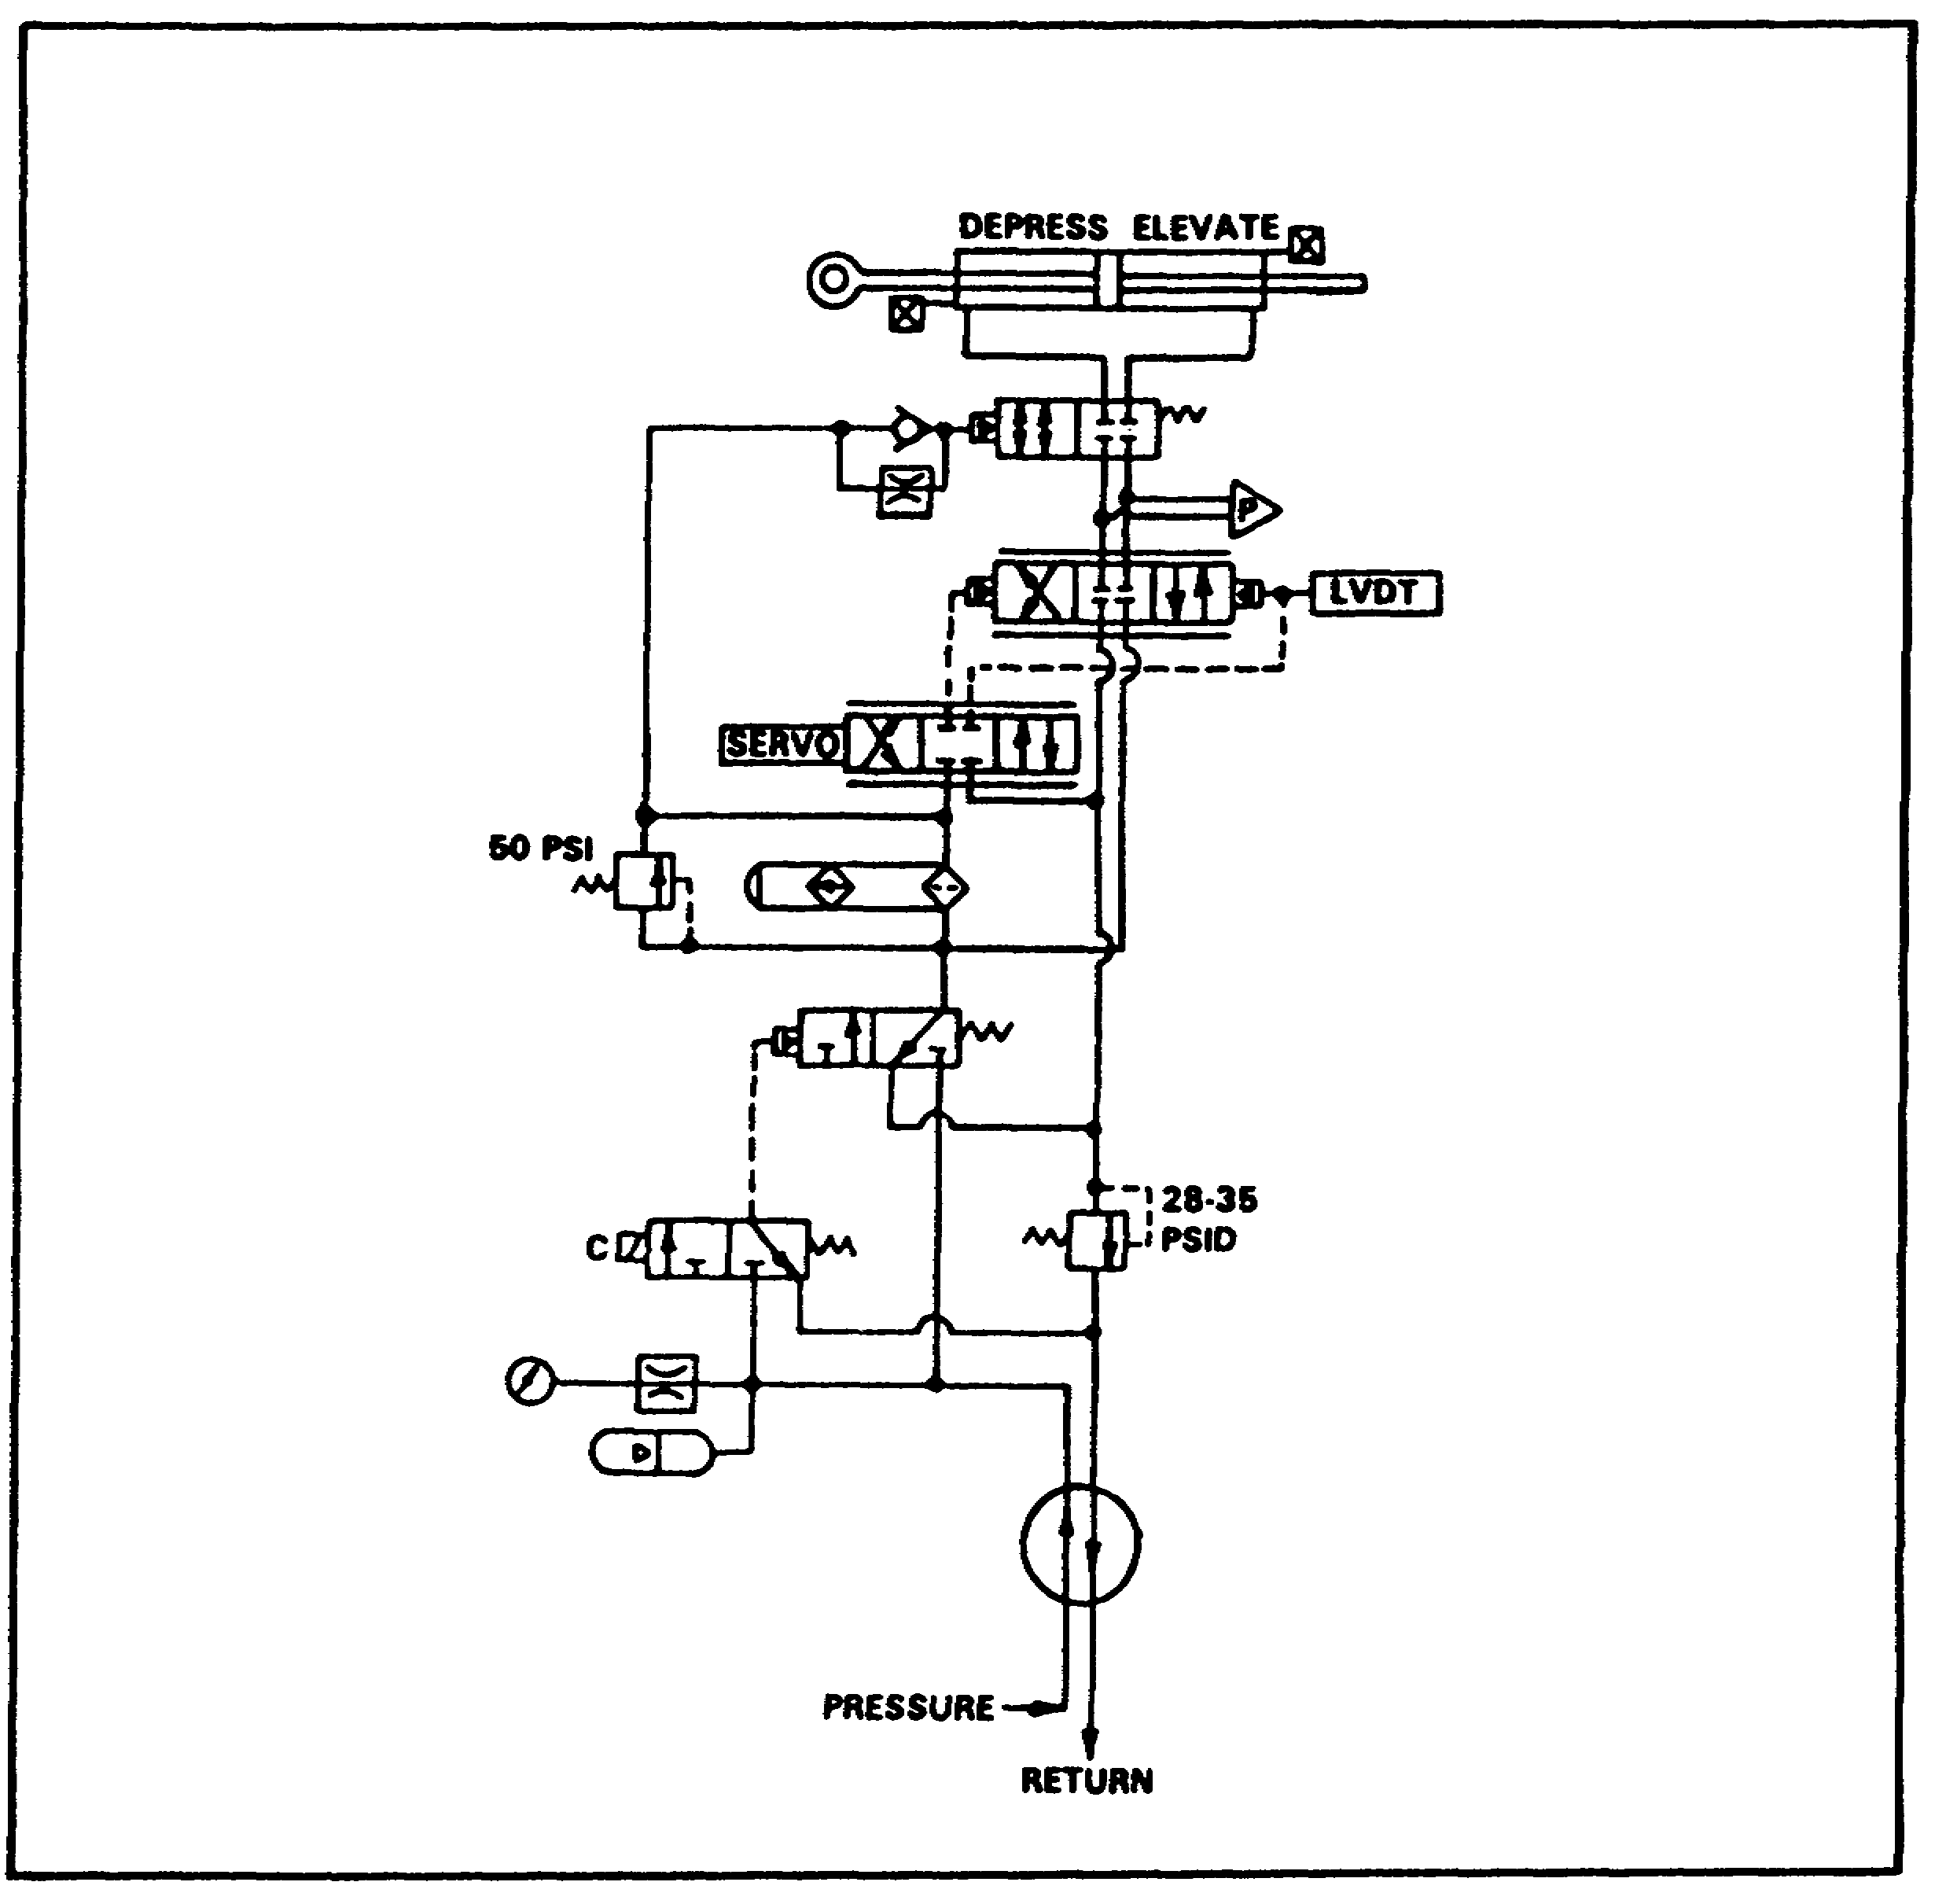 DEPRESS ELEVATE
P
LVDT
SERVO
50 PSI
28-35
PSID
C
PRESSURE
RETURN